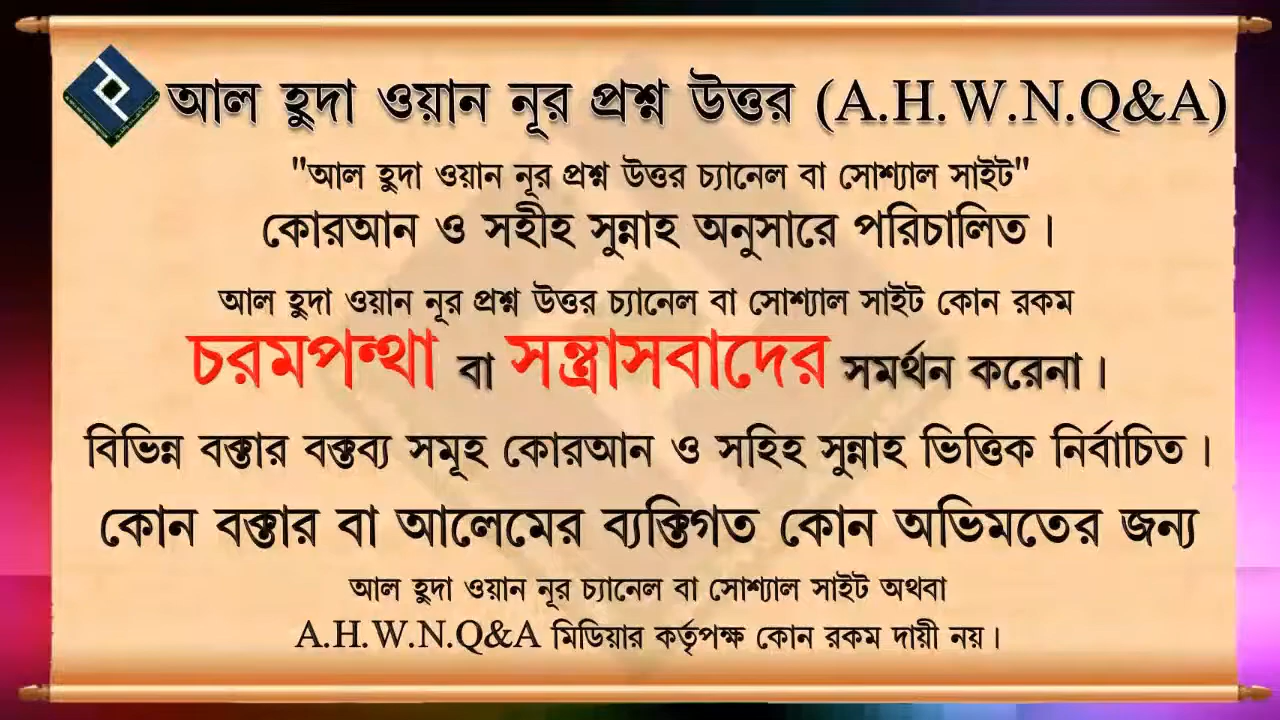 আল হুদা ওয়ান নূর প্রশ্ন উত্তর (A.H.W.N.Q&A)
"আল হুদা ওয়ান নূর প্রশ্ন উত্তর চ্যানেল বা সোশ্যাল সাইট"
কোরআন ও সহীহ সুন্নাহ অনুসারে পরিচালিত ।
আল হুদা ওয়ান নূর প্রশ্ন উত্তর চ্যানেল বা সোশ্যাল সাইট কোন রকম
চরমপন্থা বা সন্ত্রাসবাদের সমর্থন করেনা ।
বিভিন্ন বক্তার বক্তব্য সমূহ কোরআন ও সহিহ সুন্নাহ ভিত্তিক নির্বাচিত ।
কোন বক্তার বা আলেমের ব্যক্তিগত কোন অভিমতের জন্য
আল হুদা ওয়ান নূর চ্যানেল বা সোশ্যাল সাইট অথবা
A.H.W.N.Q&A মিডিয়ার কর্তৃপক্ষ কোন রকম দায়ী নয় ।